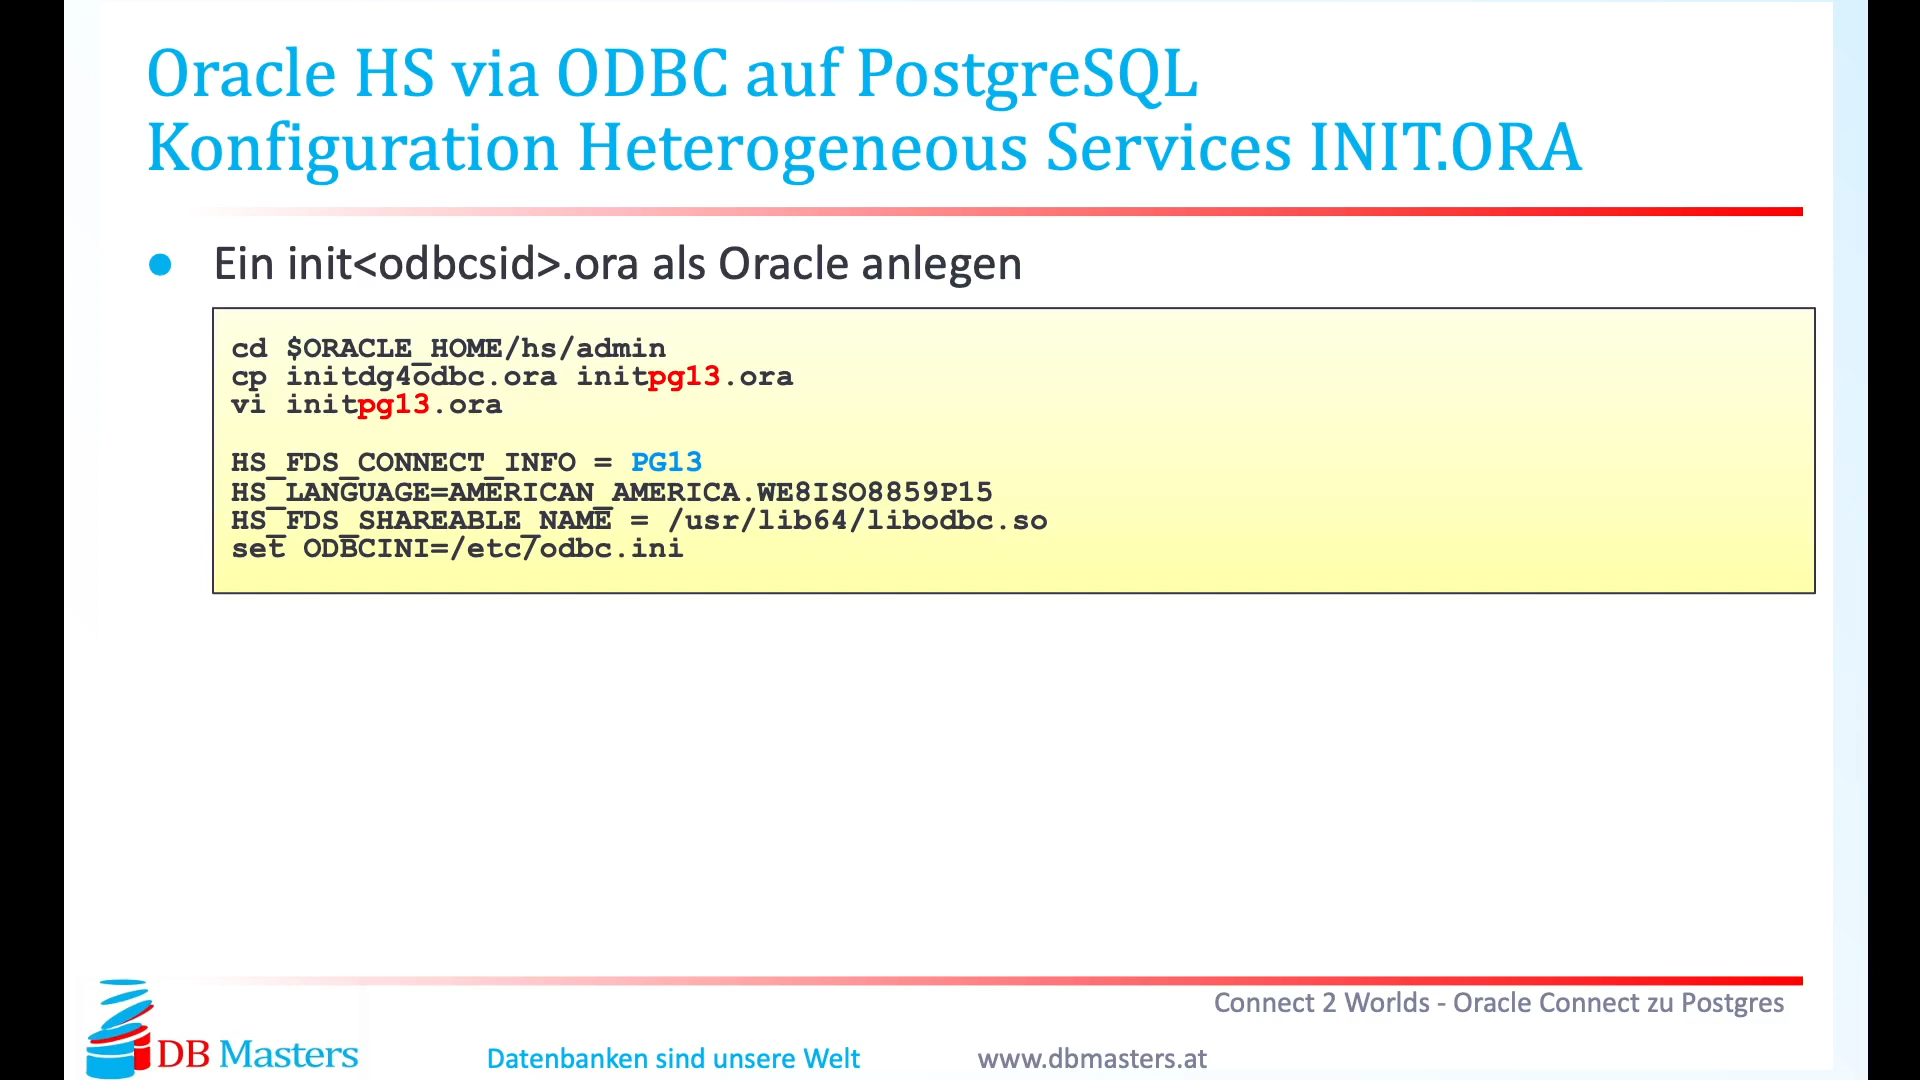 Oracle HS via ODBC auf PostgreSQL
Konfiguration Heterogeneous Services INIT.ORA
● Ein init<odbcsid>.ora als Oracle anlegen
cd $ORACLE_HOME/hs/admin
cp initdg4odbc.ora initpg13.ora
vi initpg13.ora
HS_FDS_CONNECT_INFO = PG13
HS_LANGUAGE=AMERICAN_AMERICA.WE8ISO8859P15
HS_FDS_SHAREABLE_NAME = /usr/lib64/libodbc.so
set ODBCINI=/etc/odbc.ini
Connect 2 Worlds - Oracle Connect zu Postgres
DB Masters
Datenbanken sind unsere Welt
www.dbmasters.at